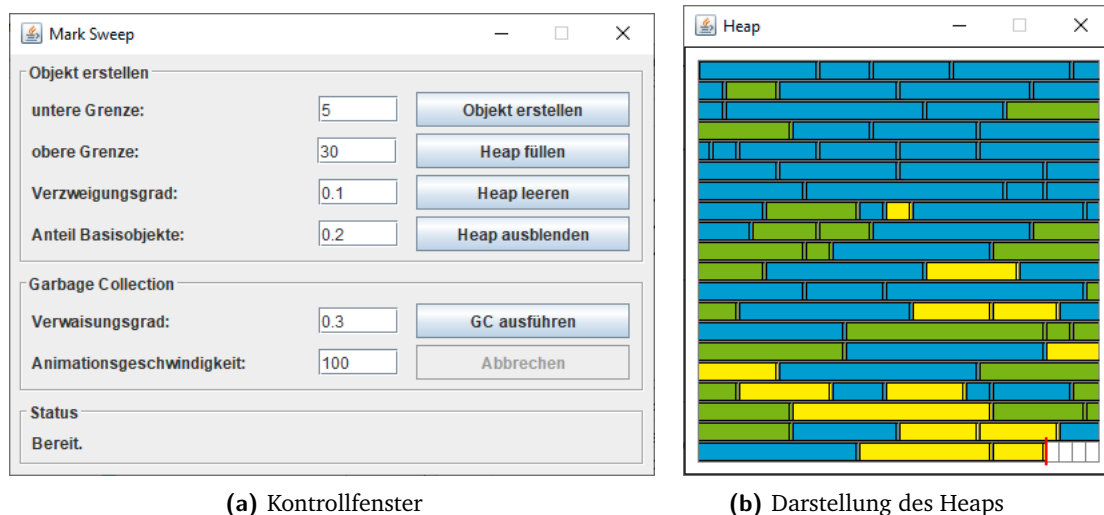 Mark Sweep
Objekt erstellen
untere Grenze: 5 Objekt erstellen
obere Grenze: 30 Heap füllen
Verzweigungsgrad: 0.1 Heap leeren
Anteil Basisobjekte: 0.2 Heap ausblenden
Garbage Collection
Verwaisungsgrad: 0.3 GC ausführen
Animationsgeschwindigkeit: 100 Abbrechen
Status
Bereit.
(a) Kontrollfenster
Heap
(b) Darstellung des Heaps